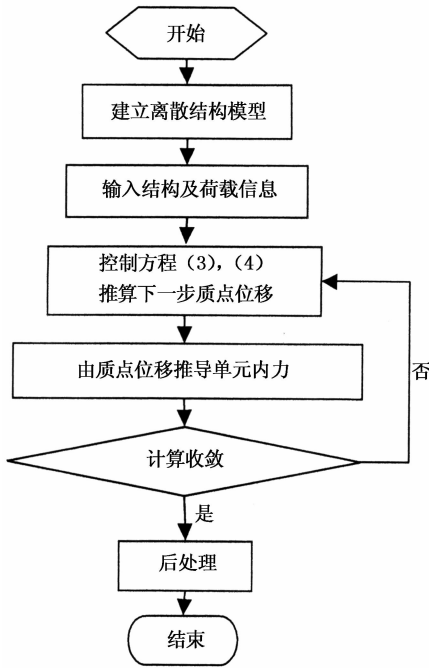 开始
建立离散结构模型
输入结构及荷载信息
控制方程（3），（4）
推算下一步质点位移
由质点位移推导单元内力
否
计算收敛
是
后处理
结束